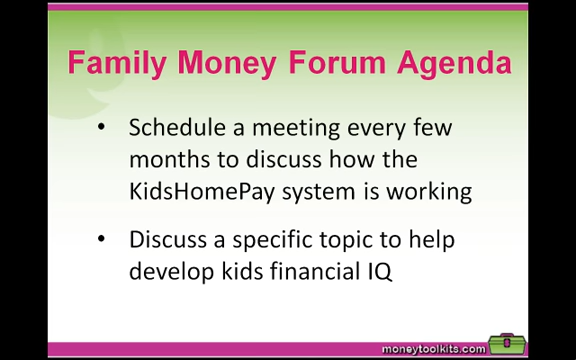 Family Money Forum Agenda
• Schedule a meeting every few
months to discuss how the
KidsHomePay system is working
• Discuss a specific topic to help
develop kids financial IQ
moneytoolkits.com